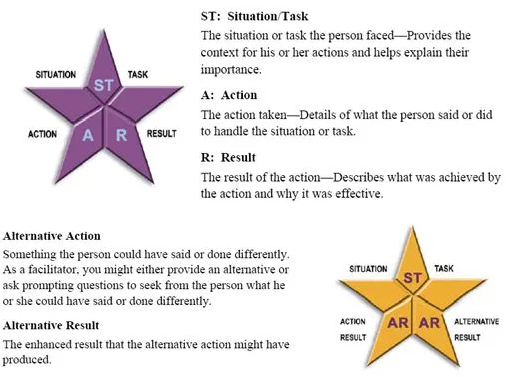 ST: Situation/Task
The situation or task the person faced—Provides the
context for his or her actions and helps explain their
importance.
A: Action
The action taken—Details of what the person said or did
to handle the situation or task.
R: Result
The result of the action—Describes what was achieved by
the action and why it was effective.
SITUATION
ST
TASK
ACTION
A
R
RESULT
Alternative Action
Something the person could have said or done differently.
As a facilitator, you might either provide an alternative or
ask prompting questions to seek from the person what he
or she could have said or done differently.
Alternative Result
The enhanced result that the alternative action might have
produced.
SITUATION
ST
TASK
ACTION
RESULT
AR
AR
ALTERNATIVE
RESULT